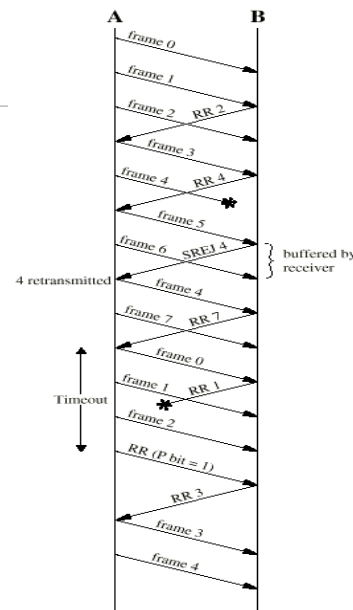 A B
frame 0
frame 1
frame 2
RR 2
frame 3
frame 4
RR 4
frame 5
frame 6
SREJ 4
buffered by
receiver
4 retransmitted
frame 4
frame 7
RR 7
frame 0
frame 1
RR 1
Timeout
frame 2
RR (P bit = 1)
RR 3
frame 3
frame 4